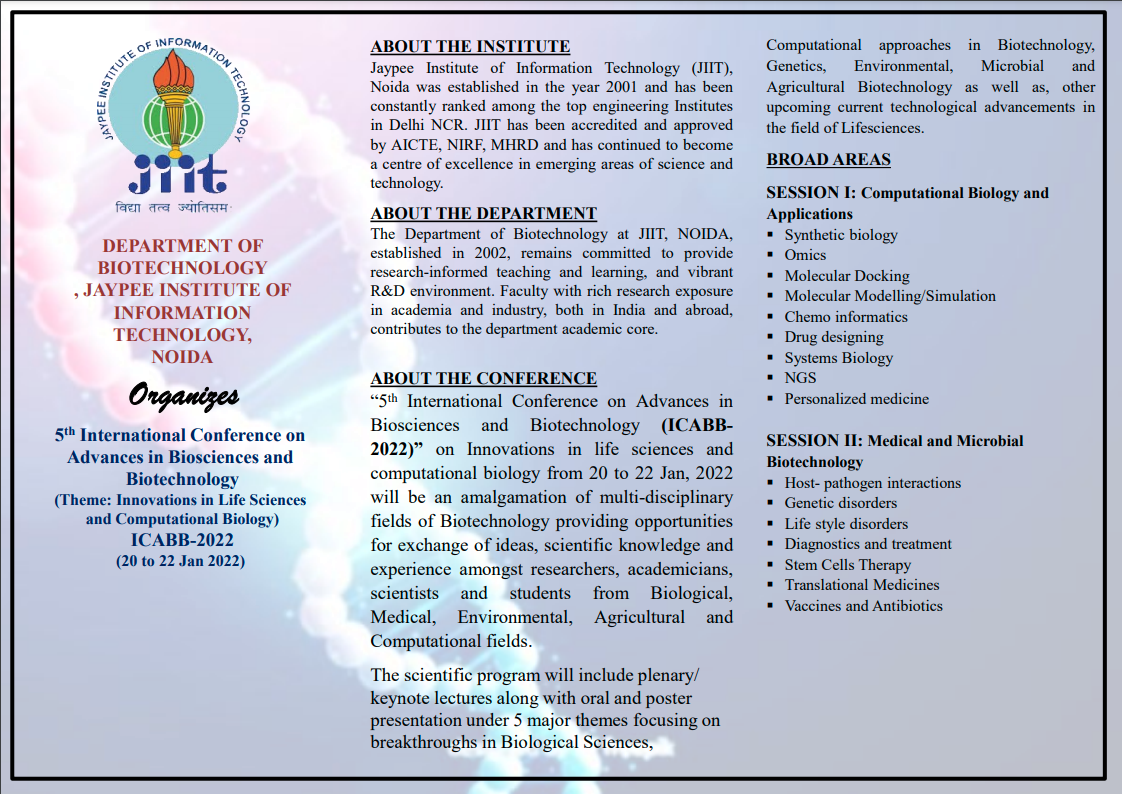 JAYPEE INSTITUTE OF INFORMATION TECHNOLOGY
jiit
विद्या तत्व ज्योतिसमः
DEPARTMENT OF
BIOTECHNOLOGY
, JAYPEE INSTITUTE OF
INFORMATION
TECHNOLOGY,
NOIDA
Organizes
5th International Conference on
Advances in Biosciences and
Biotechnology
(Theme: Innovations in Life Sciences
and Computational Biology)
ICABB-2022
(20 to 22 Jan 2022)
ABOUT THE INSTITUTE
Jaypee Institute of Information Technology (JIIT),
Noida was established in the year 2001 and has been
constantly ranked among the top engineering Institutes
in Delhi NCR. JIIT has been accredited and approved
by AICTE, NIRF, MHRD and has continued to become
a centre of excellence in emerging areas of science and
technology.
ABOUT THE DEPARTMENT
The Department of Biotechnology at JIIT, NOIDA,
established in 2002, remains committed to provide
research-informed teaching and learning, and vibrant
R&D environment. Faculty with rich research exposure
in academia and industry, both in India and abroad,
contributes to the department academic core.
ABOUT THE CONFERENCE
“5th International Conference on Advances in
Biosciences and Biotechnology (ICABB-
2022)” on Innovations in life sciences and
computational biology from 20 to 22 Jan, 2022
will be an amalgamation of multi-disciplinary
fields of Biotechnology providing opportunities
for exchange of ideas, scientific knowledge and
experience amongst researchers, academicians,
scientists and students from Biological,
Medical, Environmental, Agricultural and
Computational fields.
The scientific program will include plenary/
keynote lectures along with oral and poster
presentation under 5 major themes focusing on
breakthroughs in Biological Sciences,
Computational approaches in Biotechnology,
Genetics, Environmental, Microbial and
Agricultural Biotechnology as well as, other
upcoming current technological advancements in
the field of Lifesciences.
BROAD AREAS
SESSION I: Computational Biology and
Applications
▪ Synthetic biology
▪ Omics
▪ Molecular Docking
▪ Molecular Modelling/Simulation
▪ Chemo informatics
▪ Drug designing
▪ Systems Biology
▪ NGS
▪ Personalized medicine
SESSION II: Medical and Microbial
Biotechnology
▪ Host- pathogen interactions
▪ Genetic disorders
▪ Life style disorders
▪ Diagnostics and treatment
▪ Stem Cells Therapy
▪ Translational Medicines
▪ Vaccines and Antibiotics